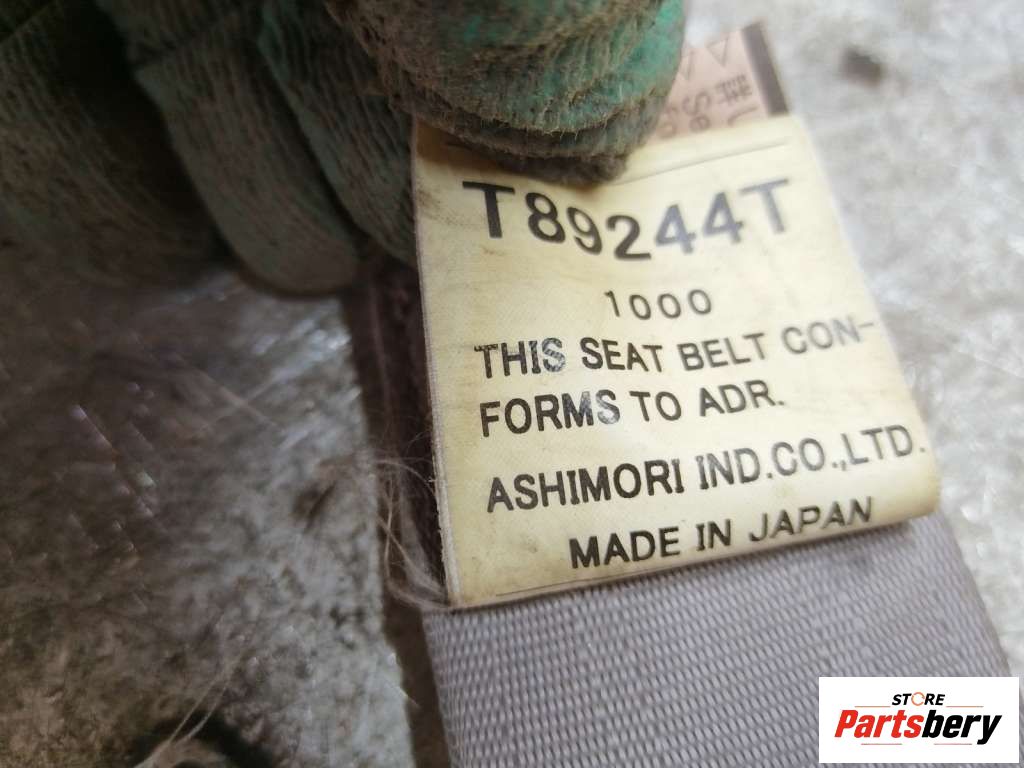 T89244T
1000
THIS SEAT BELT CON-
FORMS TO ADR.
ASHIMORI IND.CO.,LTD.
MADE IN JAPAN
STORE
Partsbery